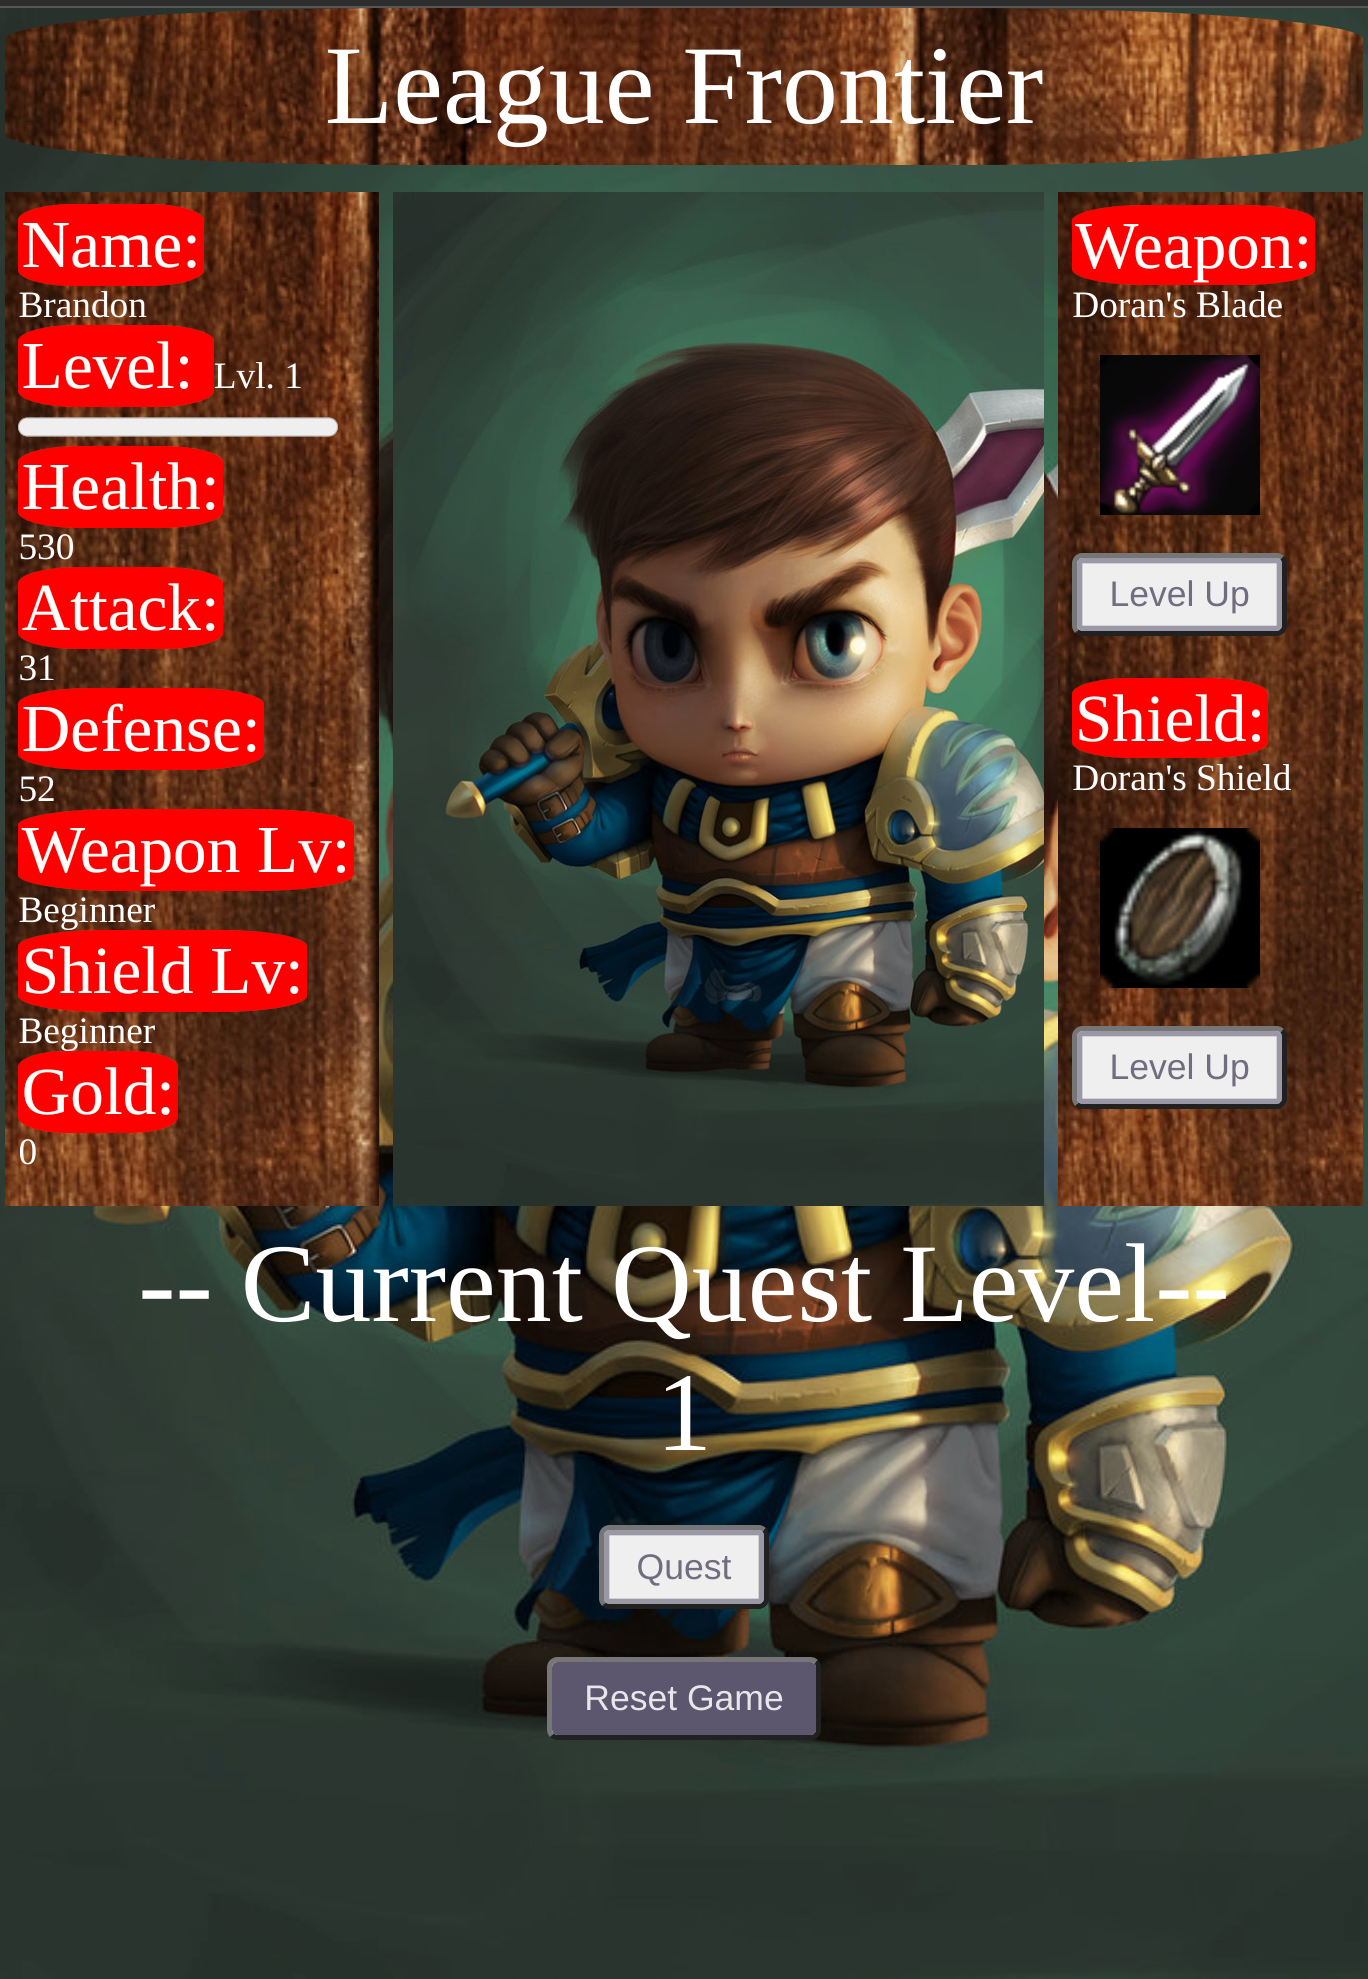 League Frontier
Name:
Brandon
Level: Lvl. 1
Health:
530
Attack:
31
Defense:
52
Weapon Lv:
Beginner
Shield Lv:
Beginner
Gold:
0
Weapon:
Doran's Blade
Level Up
Shield:
Doran's Shield
Level Up
-- Current Quest Level--
1
Quest
Reset Game